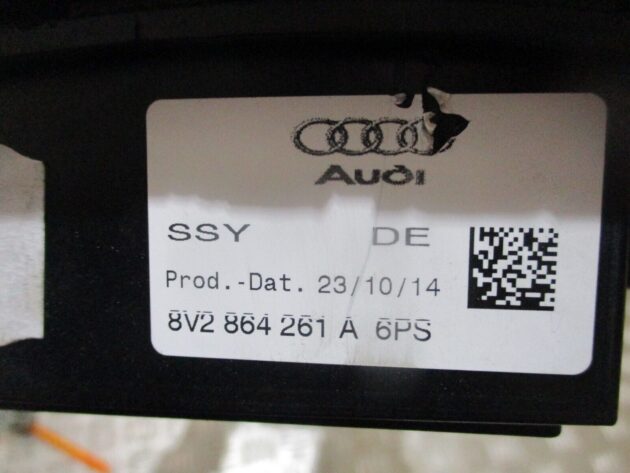 Audi
SSY DE
Prod.-Dat. 23/10/14
8V2 864 261 A 6PS